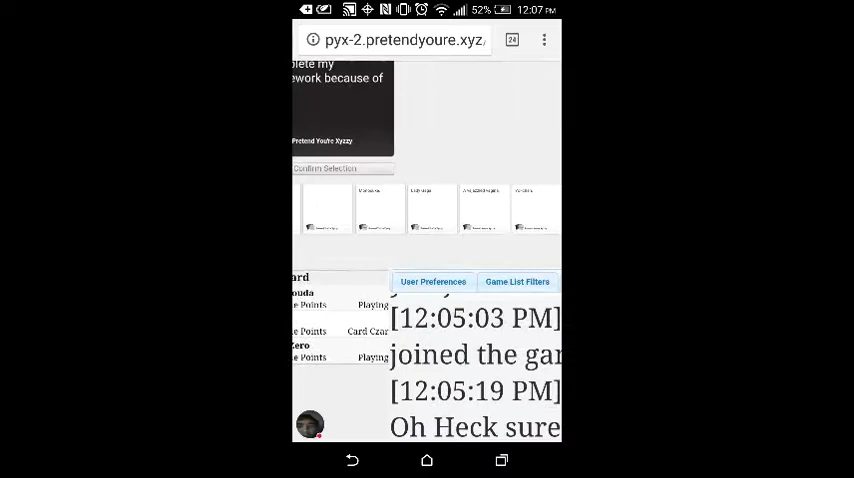 52% 12:07 PM
pyx-2.pretendyoure.xyz/
24
plete my
ework because of
Pretend You're Xyzzy
Confirm Selection
Lady Gaga.
ard
ouda
e Points Playing
e Points Card Czar
Zero
e Points Playing
User Preferences Game List Filters
[12:05:03 PM]
joined the gar
[12:05:19 PM]
Oh Heck sure